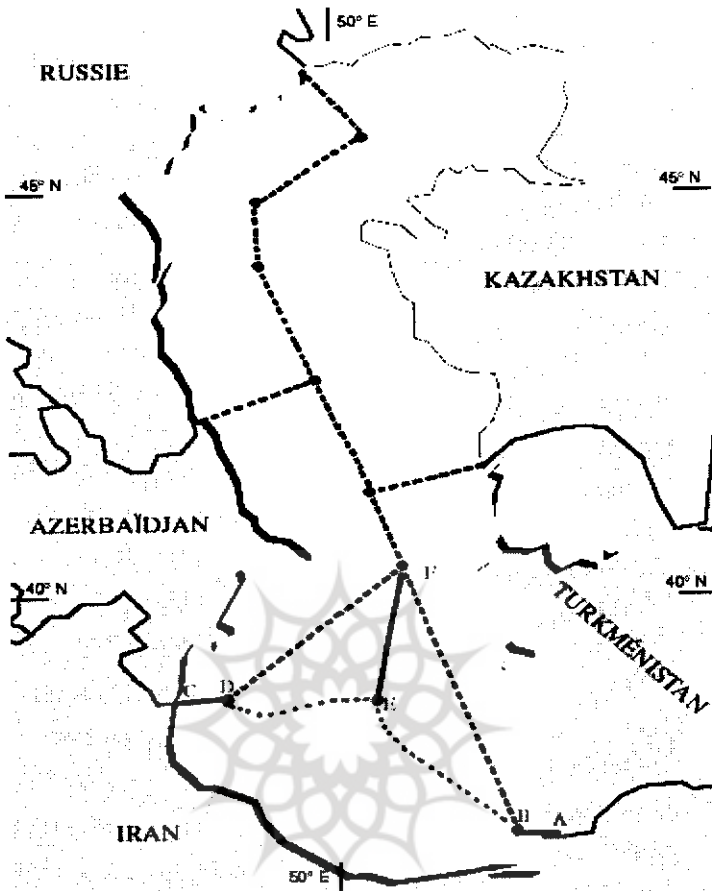 50° E
RUSSIE
45° N
45° N
KAZAKHSTAN
AZERBAÏDJAN
F
40° N
40° N
TURKMÉNISTAN
C
D
E
B
A
IRAN
50° E